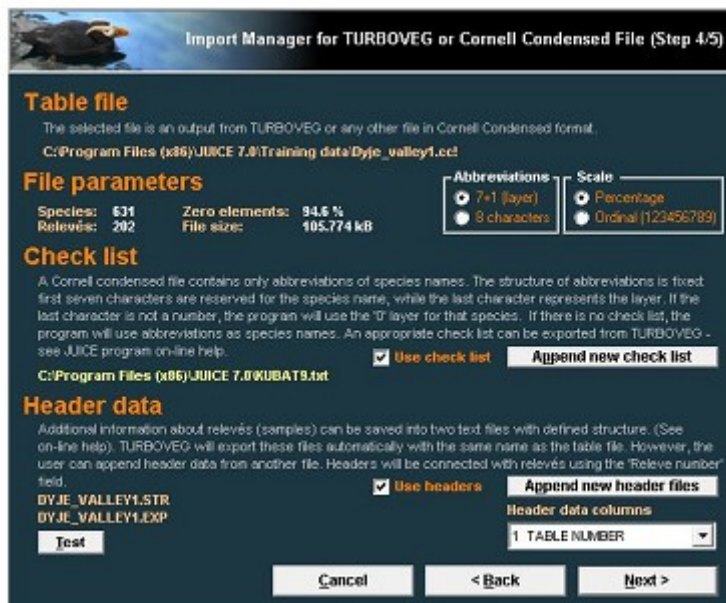 Import Manager for TURBOVEG or Cornell Condensed File (Step 4/5)
Table file
The selected file is an output from TURBOVEG or any other file in Cornell Condensed format.
C:\Program Files (x86)\JUICE 7.0\Training data\Dyje_valley1.cc!
File parameters
Species: 631 Zero elements: 94.6 %
Relevés: 202 File size: 105.774 kB
Abbreviations
7+1 (layer)
8 characters
Scale
Percentage
Ordinal (123456789)
Check list
A Cornell condensed file contains only abbreviations of species names. The structure of abbreviations is fixed
first seven characters are reserved for the species name, while the last character represents the layer. If the
last character is not a number, the program will use the '0' layer for that species. If there is no check list, the
program will use abbreviations as species names. An appropriate check list can be exported from TURBOVEG -
see JUICE program on-line help.
Use check list Append new check list
C:\Program Files (x86)\JUICE 7.0\KUBAT9.txt
Header data
Additional information about relevés (samples) can be saved into two text files with defined structure. (See
on-line help). TURBOVEG will export these files automatically with the same name as the table file. However, the
user can append header data from another file. Headers will be connected with relevés using the 'Releve number'
field.
Use headers Append new header files
DYJE_VALLEY1.STR
DYJE_VALLEY1.EXP
Header data columns
1 TABLE NUMBER
Test
Cancel < Back Next >